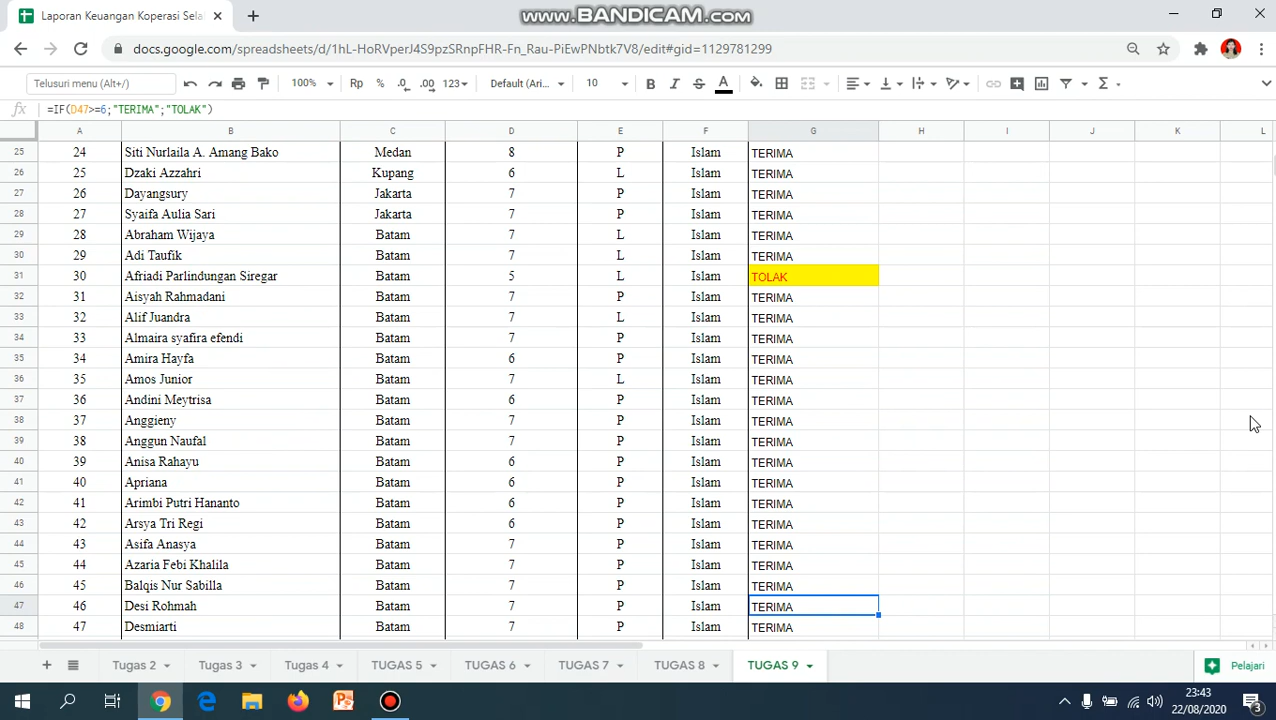 www.BANDICAM.com
Laporan Keuangan Koperasi Sela
docs.google.com/spreadsheets/d/1hL-HoRVperJ4S9pzSRnpFHR-Fn_Rau-PiEwPNbtk7V8/edit#gid=1129781299
Telusuri menu (Alt+/) 100% Rp % .0 .00 123 Default (Ari... 10 B I S A Σ
fx =IF(D47>=6;"TERIMA";"TOLAK")
A B C D E F G H I J K L
25 24 Siti Nurlaila A. Amang Bako Medan 8 P Islam TERIMA
26 25 Dzaki Azzahri Kupang 6 L Islam TERIMA
27 26 Dayangsury Jakarta 7 P Islam TERIMA
28 27 Syaifa Aulia Sari Jakarta 7 P Islam TERIMA
29 28 Abraham Wijaya Batam 7 L Islam TERIMA
30 29 Adi Taufik Batam 7 L Islam TERIMA
31 30 Afriadi Parlindungan Siregar Batam 5 L Islam TOLAK
32 31 Aisyah Rahmadani Batam 7 P Islam TERIMA
33 32 Alif Juandra Batam 7 L Islam TERIMA
34 33 Almaira syafira efendi Batam 7 P Islam TERIMA
35 34 Amira Hayfa Batam 6 P Islam TERIMA
36 35 Amos Junior Batam 7 L Islam TERIMA
37 36 Andini Meytrisa Batam 6 P Islam TERIMA
38 37 Anggieny Batam 7 P Islam TERIMA
39 38 Anggun Naufal Batam 7 P Islam TERIMA
40 39 Anisa Rahayu Batam 6 P Islam TERIMA
41 40 Apriana Batam 6 P Islam TERIMA
42 41 Arimbi Putri Hananto Batam 6 P Islam TERIMA
43 42 Arsya Tri Regi Batam 6 P Islam TERIMA
44 43 Asifa Anasya Batam 7 P Islam TERIMA
45 44 Azaria Febi Khalila Batam 7 P Islam TERIMA
46 45 Balqis Nur Sabilla Batam 7 P Islam TERIMA
47 46 Desi Rohmah Batam 7 P Islam TERIMA
48 47 Desmiarti Batam 7 P Islam TERIMA
Tugas 2 Tugas 3 Tugas 4 TUGAS 5 TUGAS 6 TUGAS 7 TUGAS 8 TUGAS 9 Pelajari
23:43
22/08/2020
3